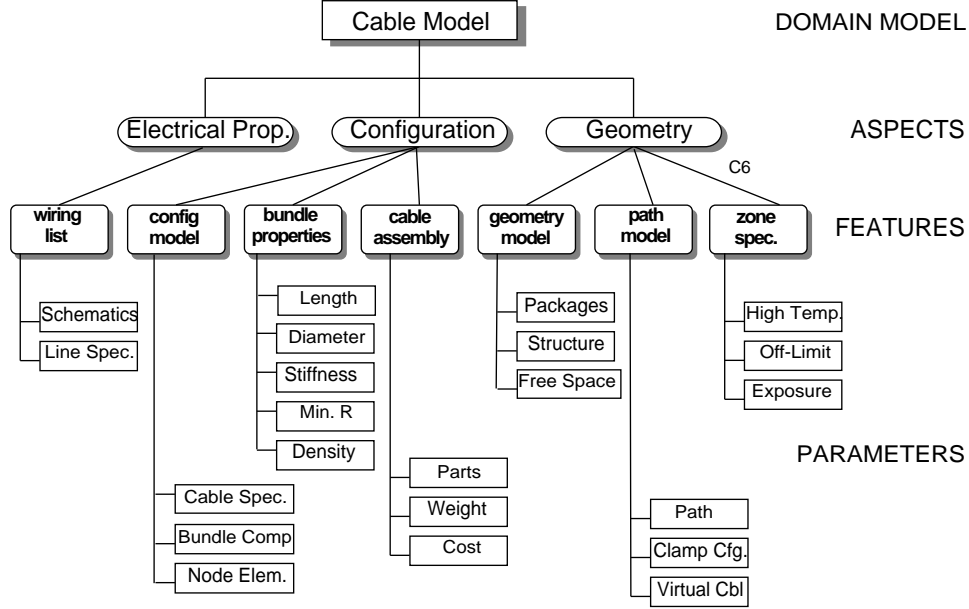 Cable Model
DOMAIN MODEL
Electrical Prop.
Configuration
Geometry
ASPECTS
C6
wiring
list
config
model
bundle
properties
cable
assembly
geometry
model
path
model
zone
spec.
FEATURES
Schematics
Line Spec.
Length
Diameter
Stiffness
Min. R
Density
Packages
Structure
Free Space
High Temp.
Off-Limit
Exposure
PARAMETERS
Cable Spec.
Bundle Comp
Node Elem.
Parts
Weight
Cost
Path
Clamp Cfg.
Virtual Cbl